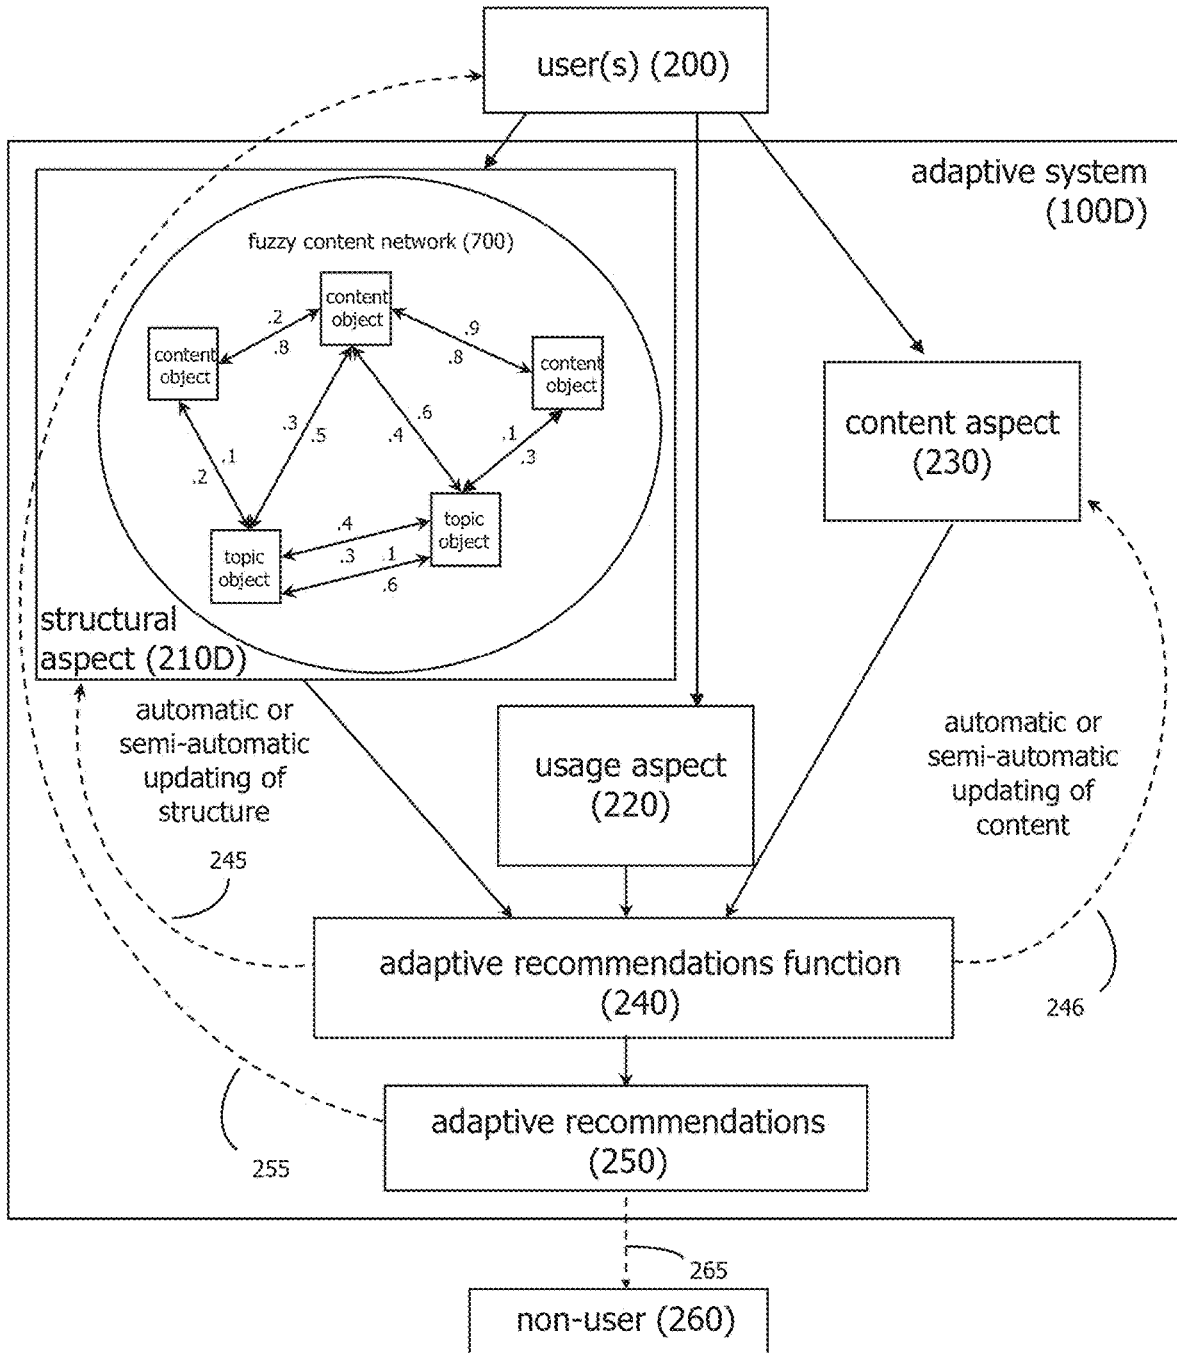 user(s) (200)
adaptive system
(100D)
fuzzy content network (700)
content
object
content
object
content
object
.2
.8
.9
.8
.3
.5
.6
.4
.1
.3
.1
.2
topic
object
topic
object
.4
.3
.1
.6
structural
aspect (210D)
content aspect
(230)
automatic or
semi-automatic
updating of
structure
usage aspect
(220)
automatic or
semi-automatic
updating of
content
245
adaptive recommendations function
(240)
246
adaptive recommendations
(250)
255
265
non-user (260)